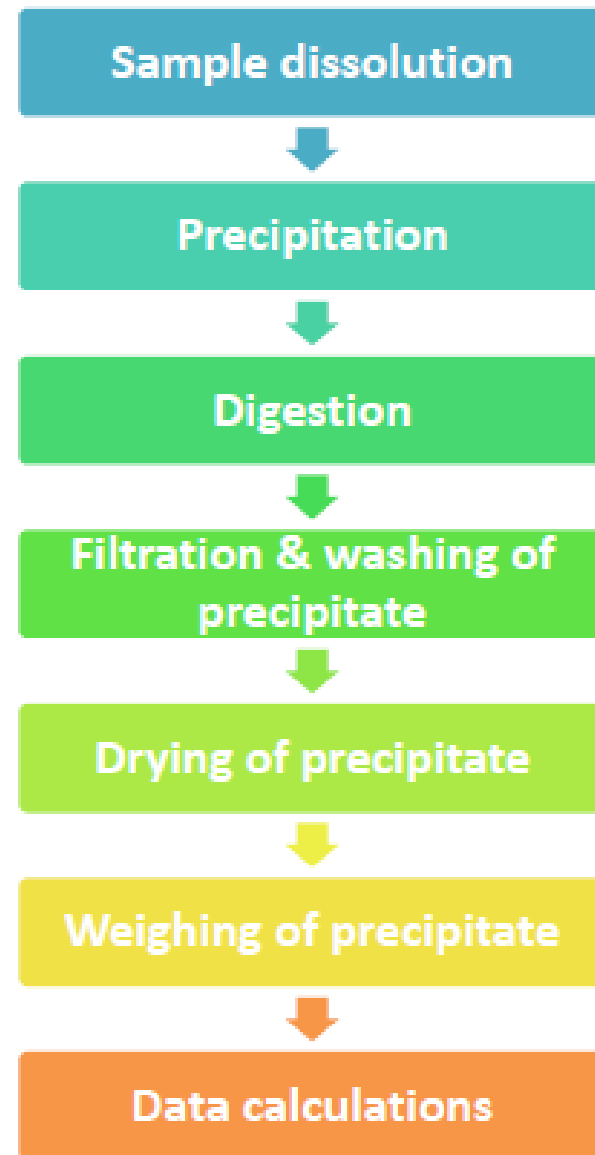 Sample dissolution
Precipitation
Digestion
Filtration & washing of
precipitate
Drying of precipitate
Weighing of precipitate
Data calculations